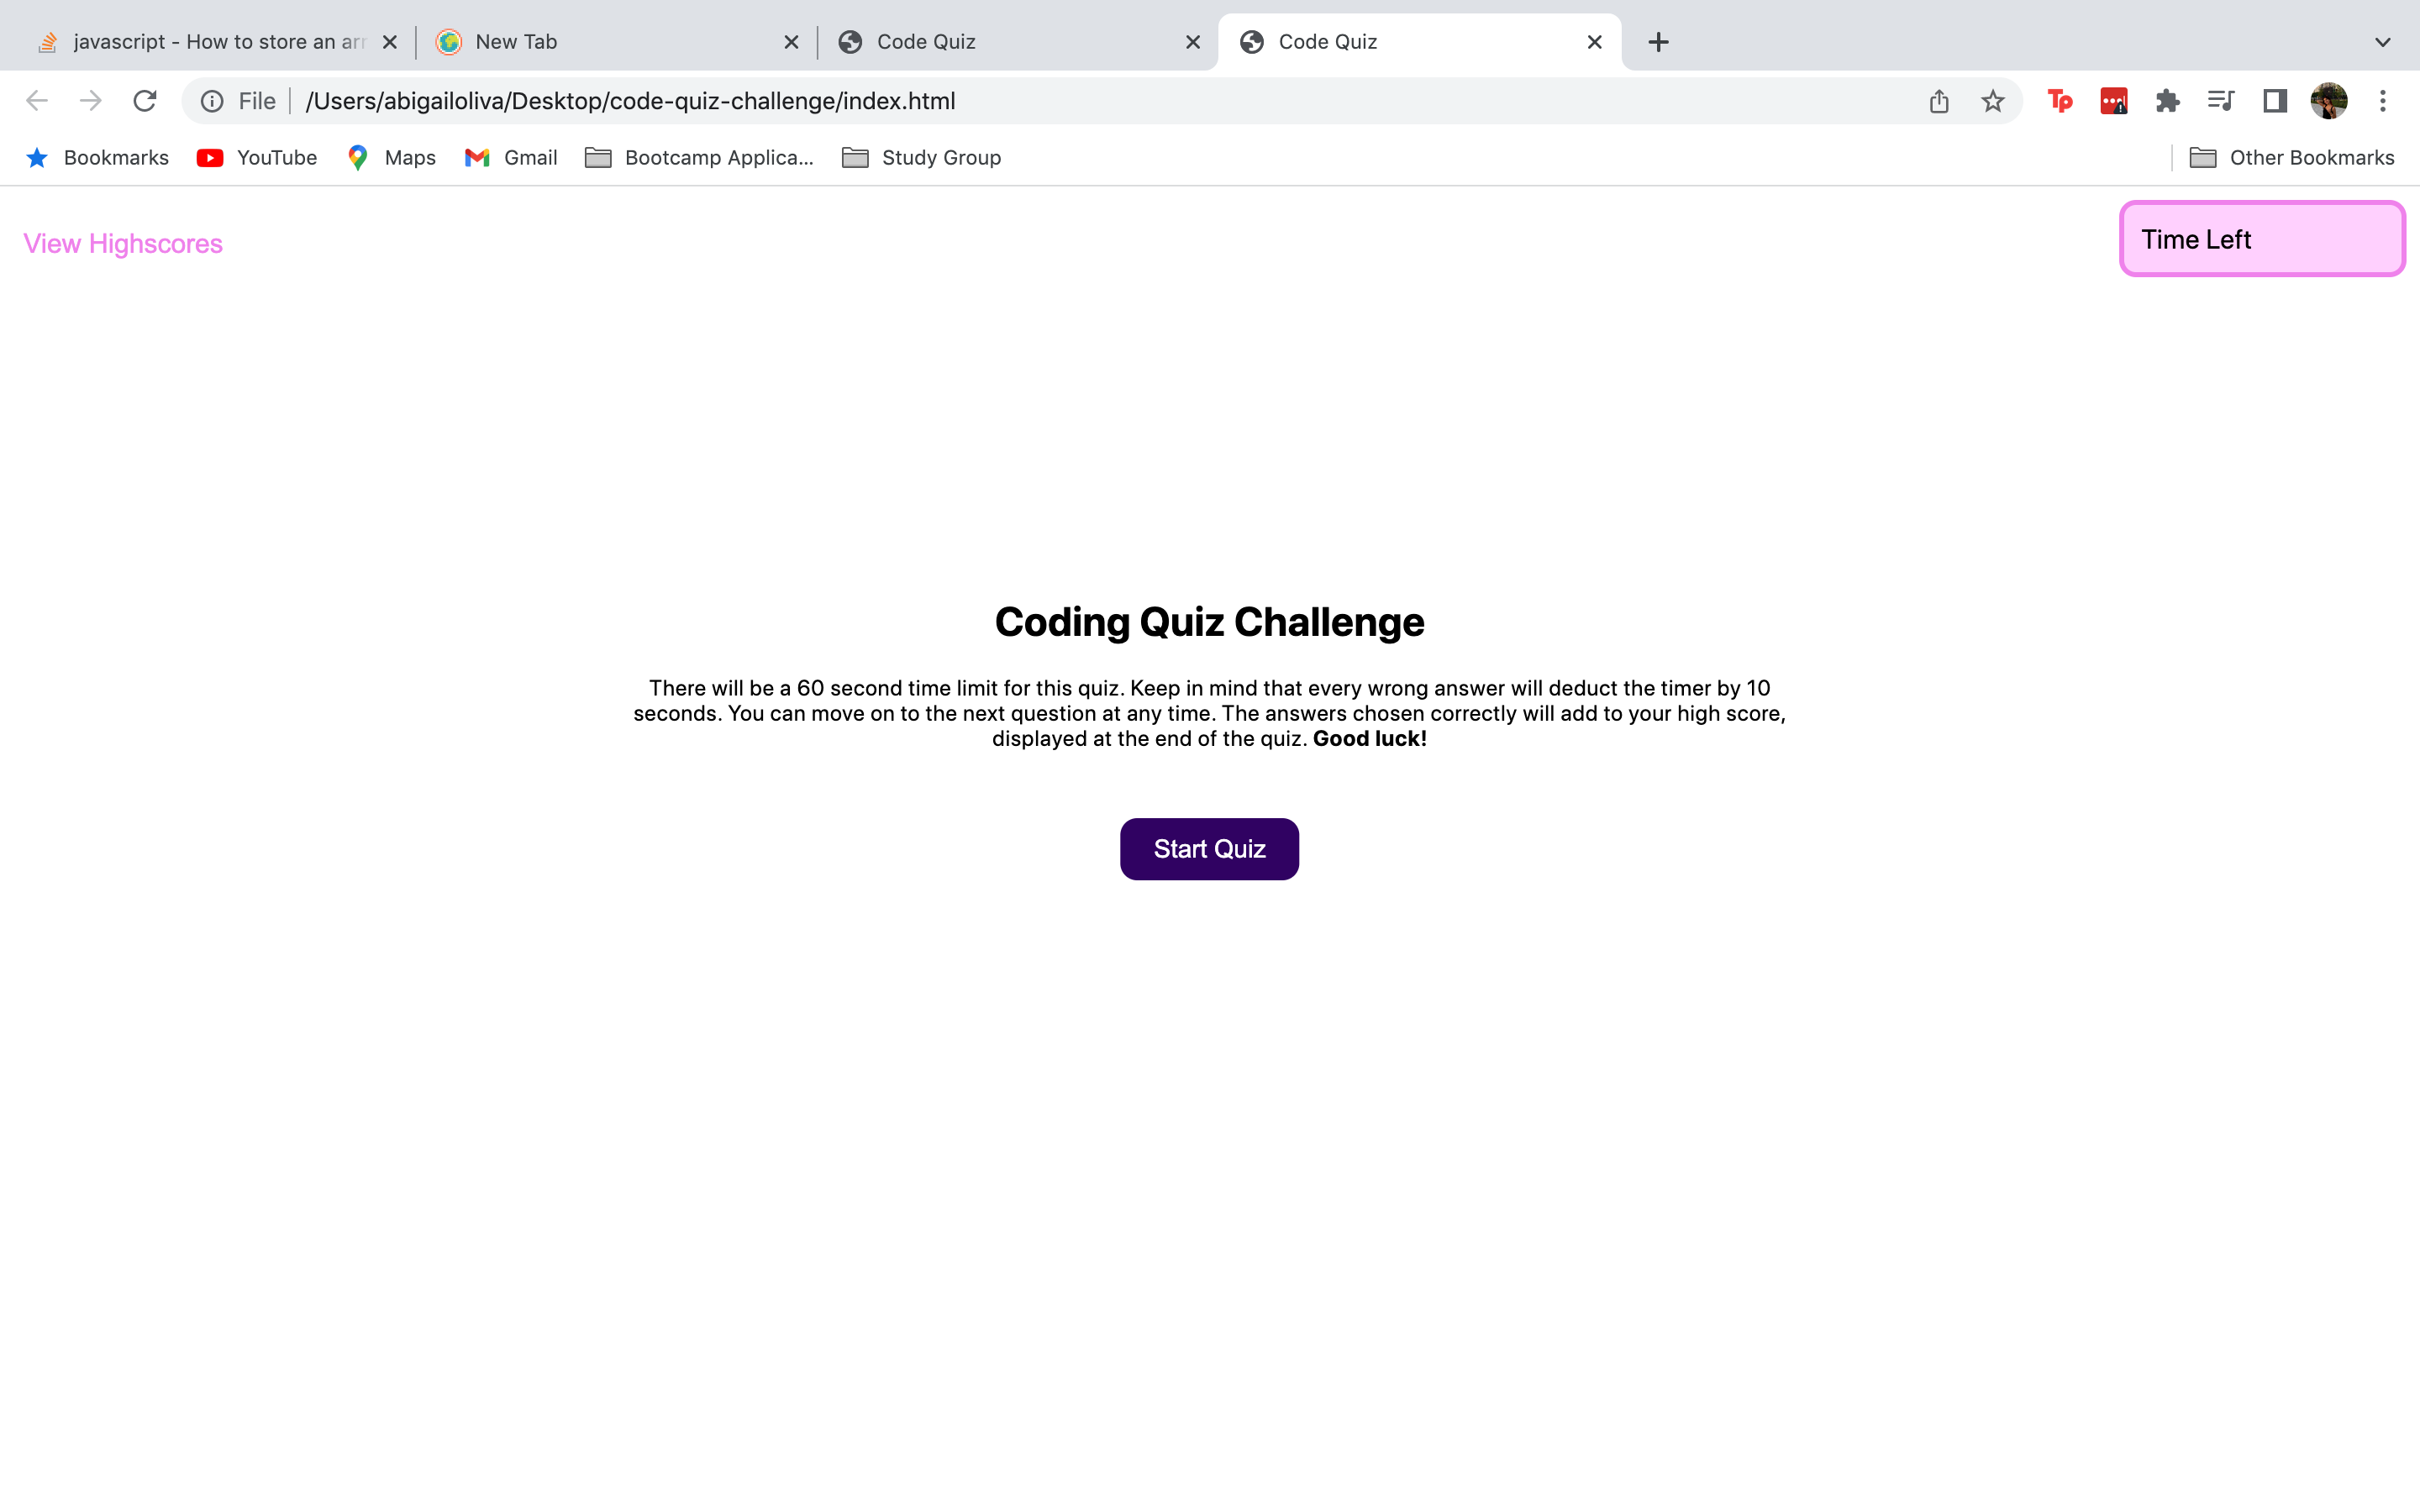 javascript - How to store an arr
New Tab
Code Quiz
Code Quiz
File
/Users/abigailoliva/Desktop/code-quiz-challenge/index.html
Tp
Bookmarks
YouTube
Maps
Gmail
Bootcamp Applica...
Study Group
Other Bookmarks
View Highscores
Time Left
Coding Quiz Challenge
There will be a 60 second time limit for this quiz. Keep in mind that every wrong answer will deduct the timer by 10
seconds. You can move on to the next question at any time. The answers chosen correctly will add to your high score,
displayed at the end of the quiz. Good luck!
Start Quiz